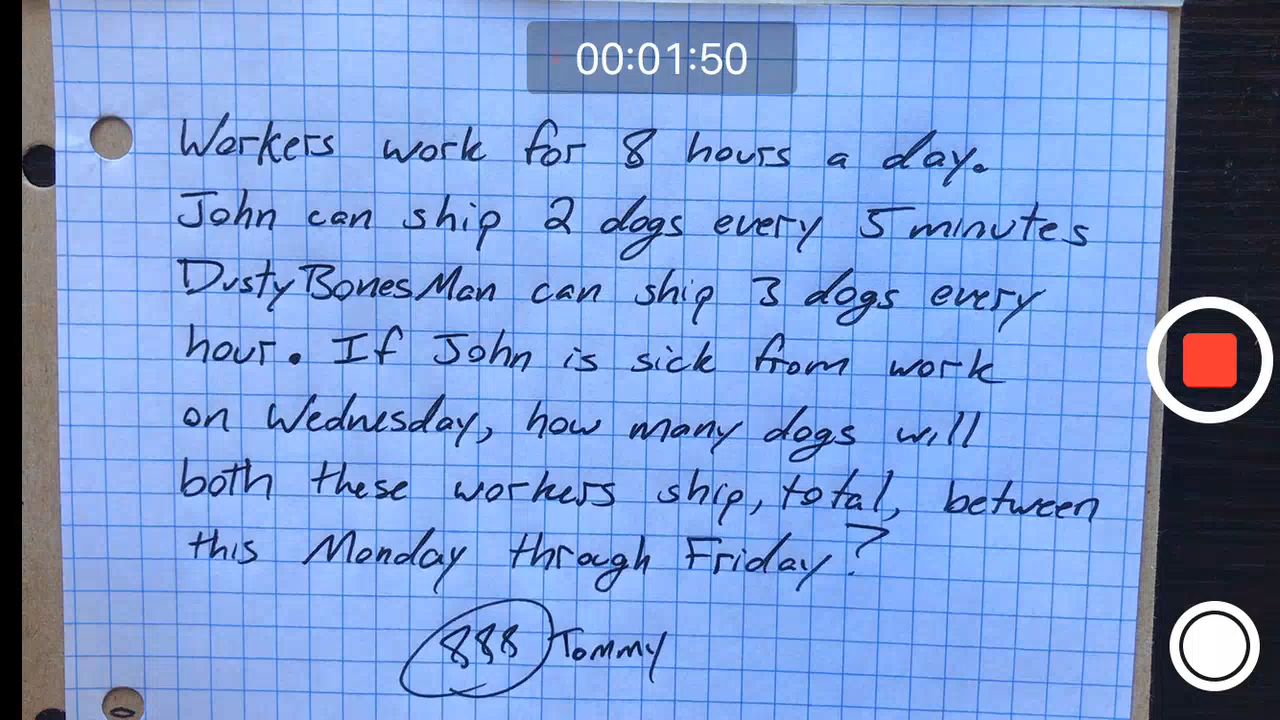 00:01:50
Workers work for 8 hours a day.
John can ship 2 dogs every 5 minutes
DustyBonesMan can ship 3 dogs every
hour. If John is sick from work
on Wednesday, how many dogs will
both these workers ship, total, between
this Monday through Friday?
888 Tommy